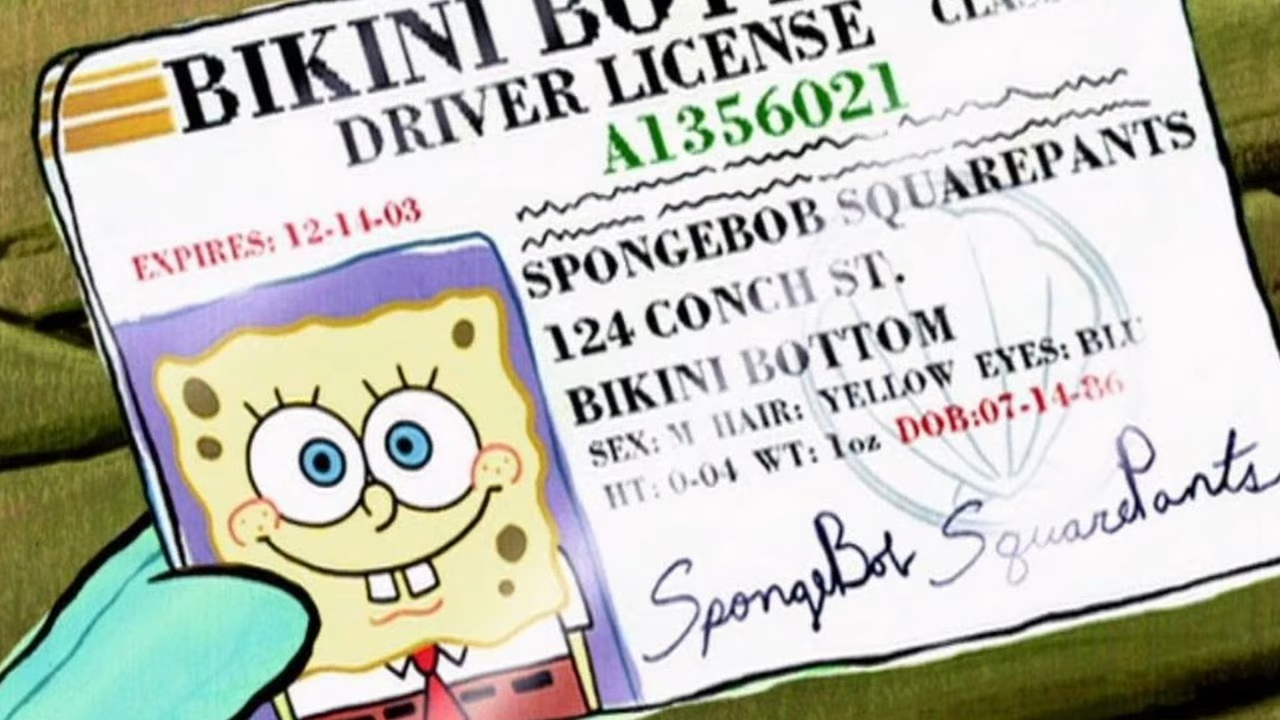 BIKINI BOT
DRIVER LICENSE CLA
A1356021
EXPIRES: 12-14-03
SPONGEBOB SQUAREPANTS
124 CONCH ST.
BIKINI BOTTOM
SEX: M HAIR: YELLOW EYES: BLU
HT: 0-04 WT: 1oz DOB:07-14-86
SpongeBob SquarePants